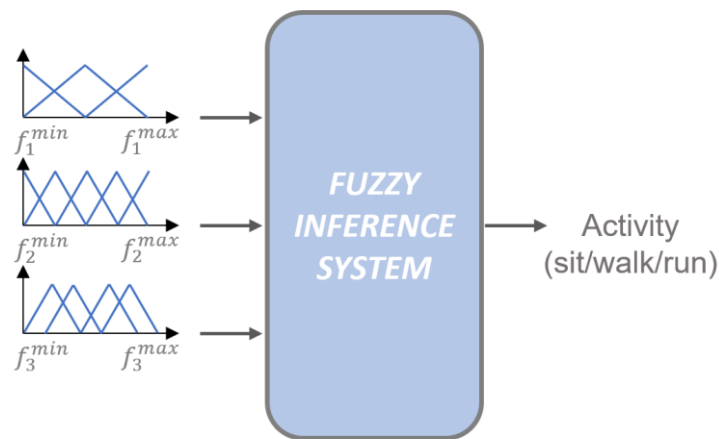 f_1^{min} f_1^{max}
f_2^{min} f_2^{max}
f_3^{min} f_3^{max}
FUZZY
INFERENCE
SYSTEM
Activity
(sit/walk/run)